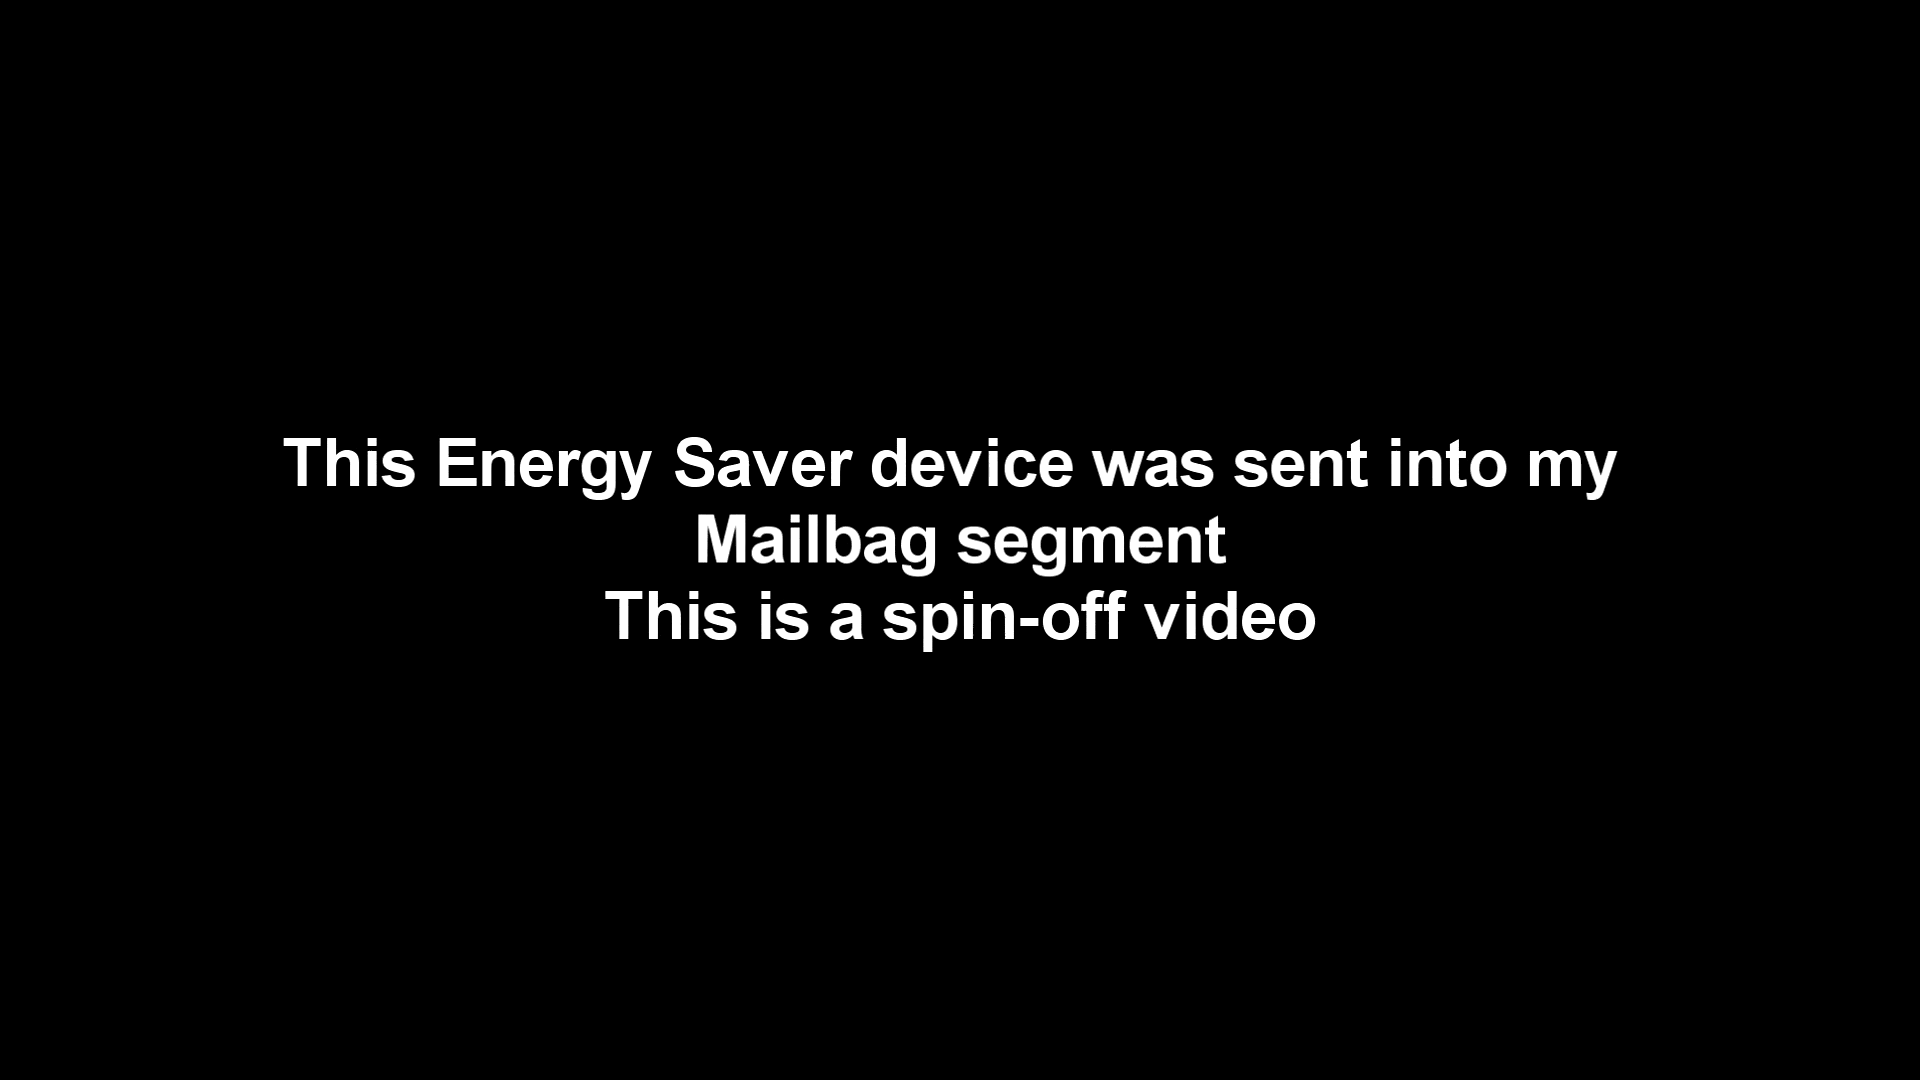 This Energy Saver device was sent into my
Mailbag segment
This is a spin-off video